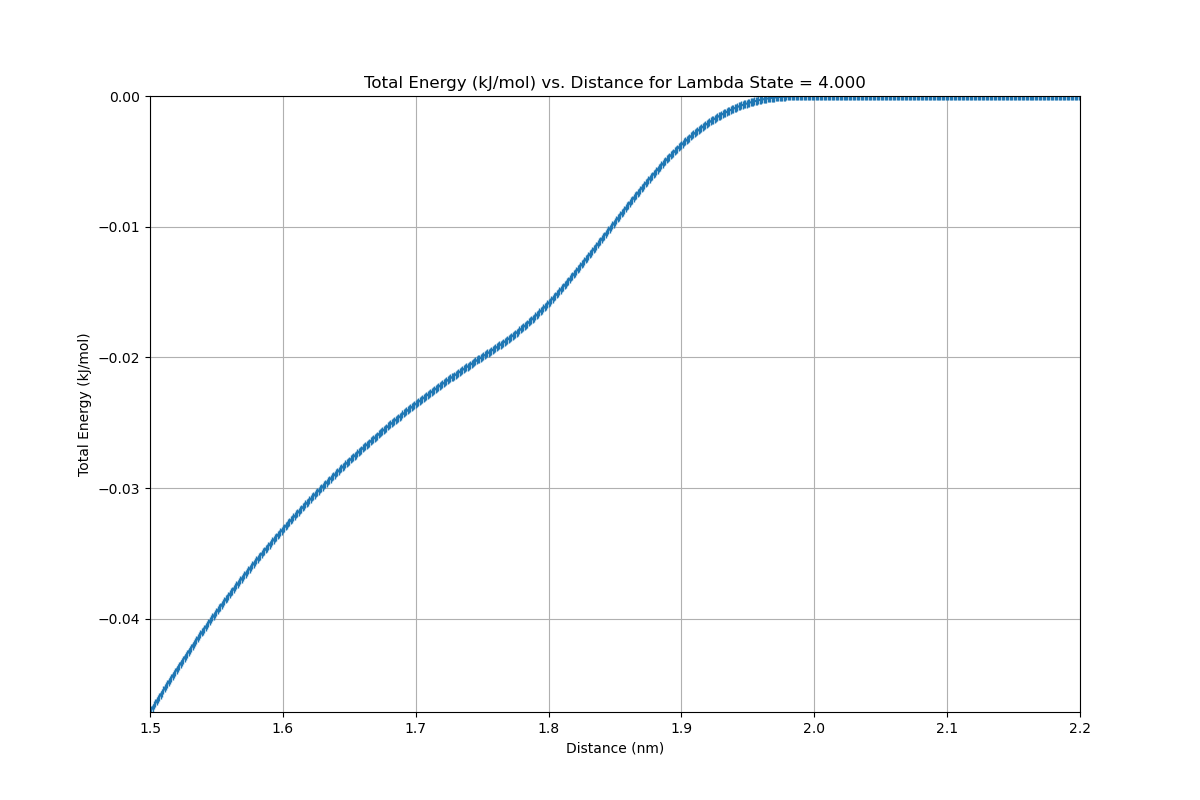 Total Energy (kJ/mol) vs. Distance for Lambda State = 4.000
0.00
−0.01
−0.02
−0.03
−0.04
Total Energy (kJ/mol)
1.5 1.6 1.7 1.8 1.9 2.0 2.1 2.2
Distance (nm)